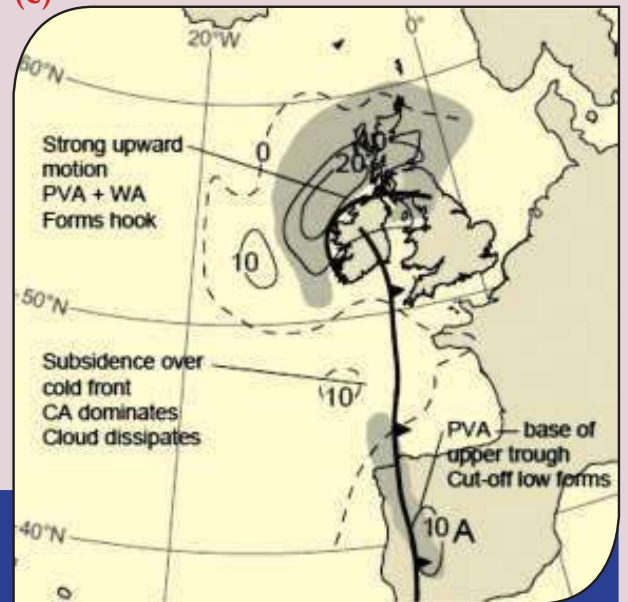 (c)
20°W
0°
60°N
Strong upward
motion
PVA + WA
Forms hook
0
10
20
10
50°N
Subsidence over
cold front
CA dominates
Cloud dissipates
10
PVA — base of
upper trough
Cut-off low forms
10 A
40°N
0